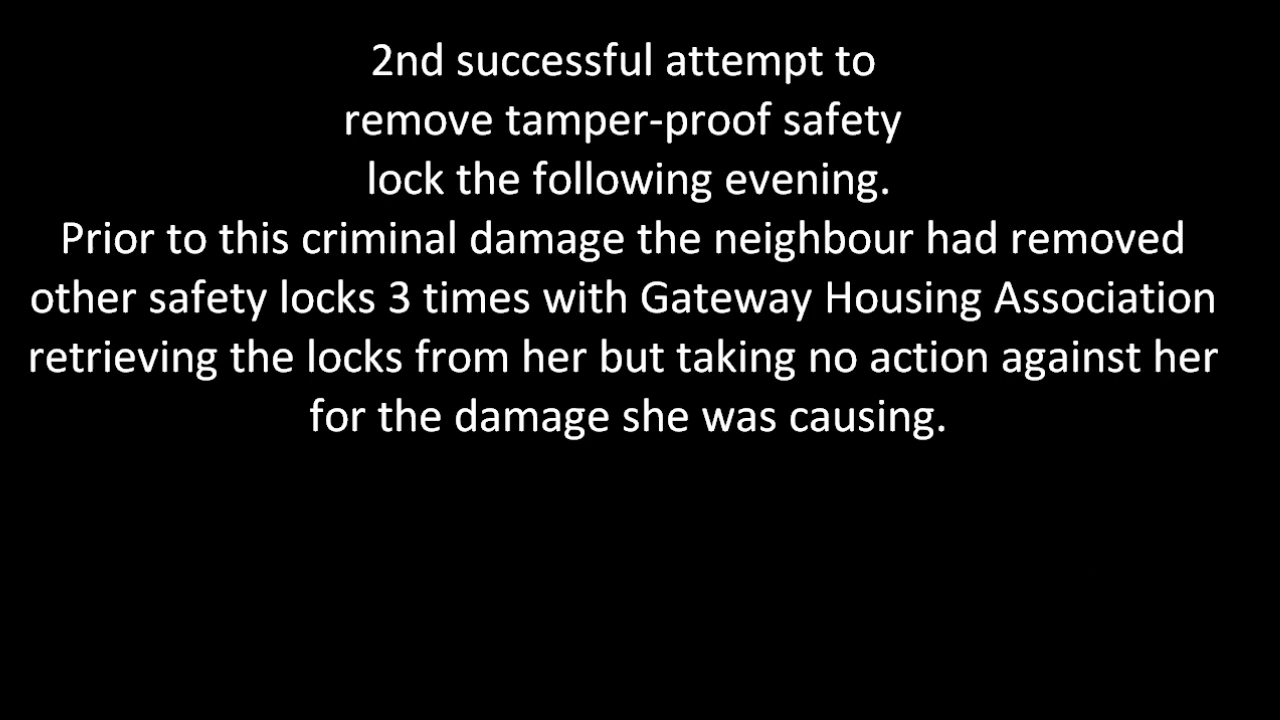 2nd successful attempt to
remove tamper-proof safety
lock the following evening.
Prior to this criminal damage the neighbour had removed
other safety locks 3 times with Gateway Housing Association
retrieving the locks from her but taking no action against her
for the damage she was causing.